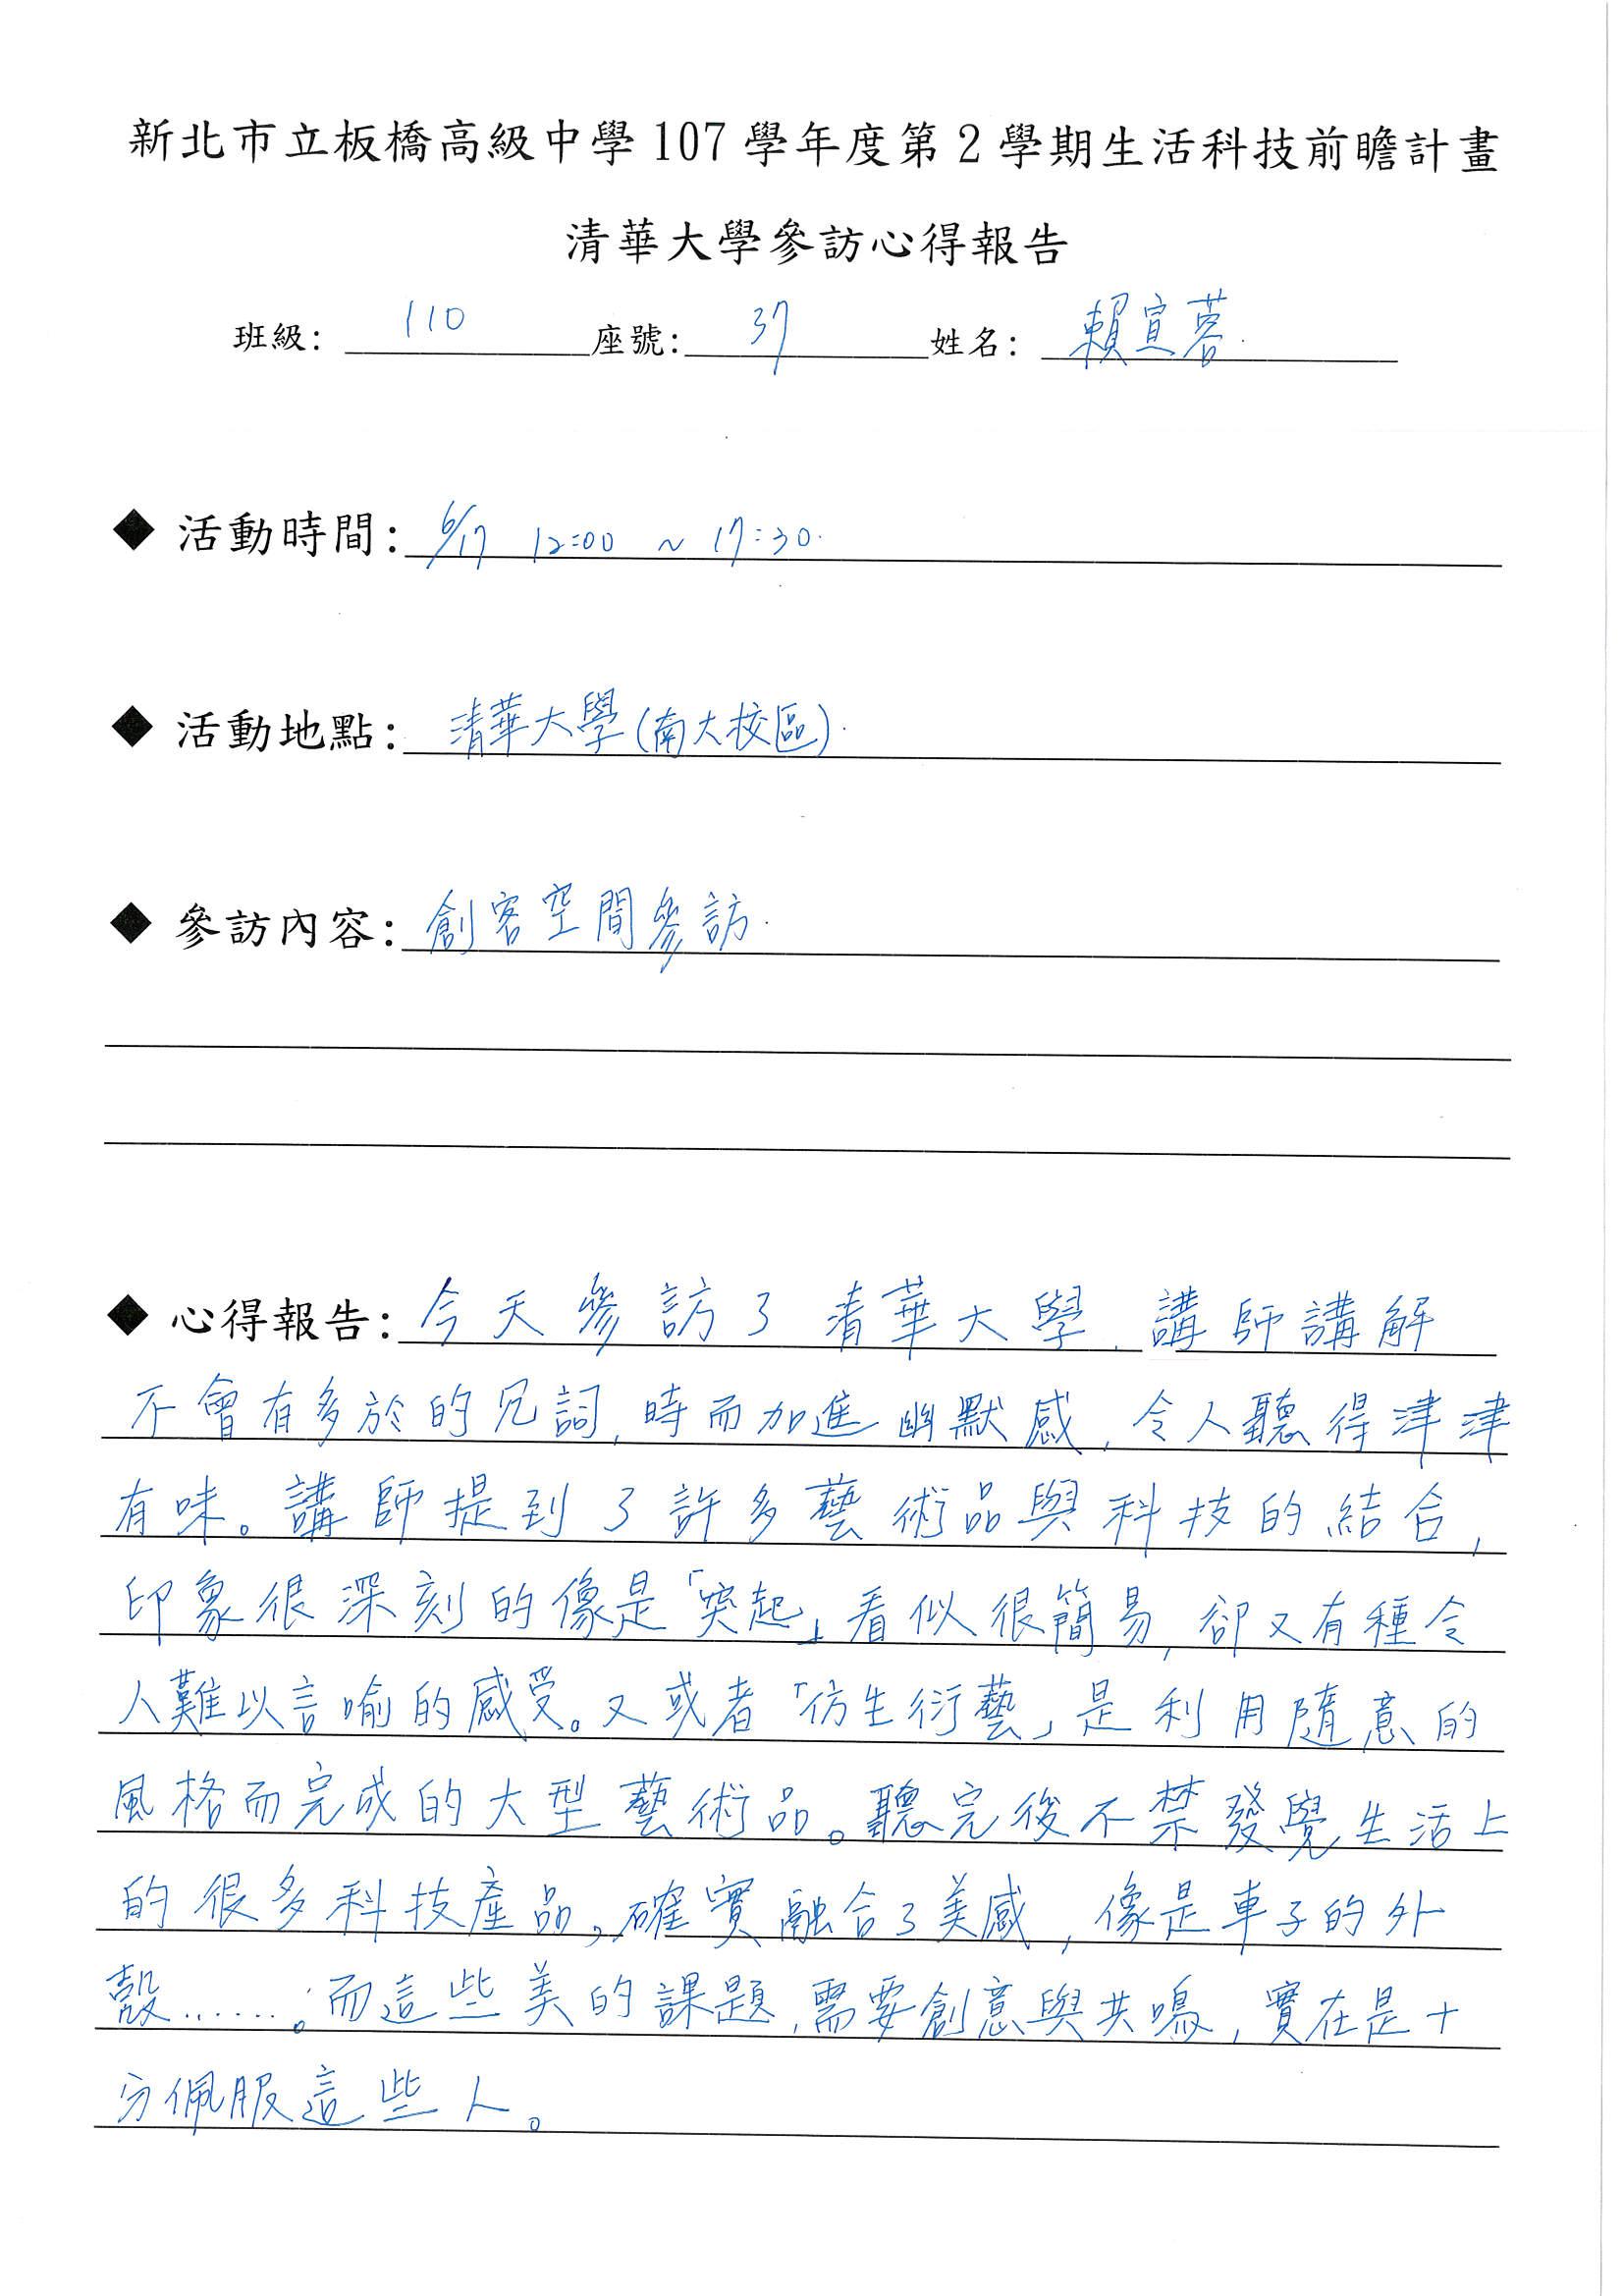 新北市立板橋高級中學 107 學年度第 2 學期生活科技前瞻計畫
清華大學參訪心得報告
班級: 110 座號: 37 姓名: 賴宣蓉.
◆ 活動時間: 6/17 12:00 ~ 17:30.
◆ 活動地點: 清華大學(南大校區).
◆ 參訪內容: 創客空間參訪.
◆ 心得報告: 今天參訪了清華大學,講師講解
不會有多於的冗詞,時而加進幽默感,令人聽得津津
有味。講師提到了許多藝術品與科技的結合,
印象很深刻的像是「突起」看似很簡易,卻又有種令
人難以言喻的感受。又或者「仿生衍藝」是利用隨意的
風格而完成的大型藝術品。聽完後不禁發覺生活上
的很多科技產品,確實融合了美感,像是車子的外
殼......。而這些美的課題,需要創意與共鳴,實在是十
分佩服這些人。